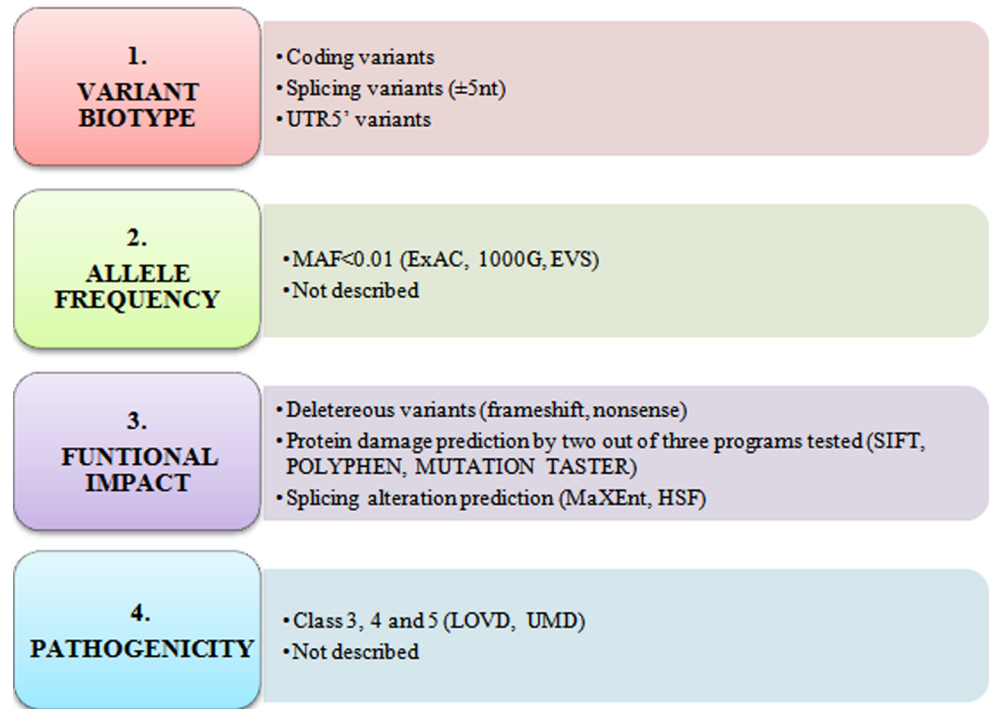 1.
VARIANT
BIOTYPE
• Coding variants
• Splicing variants (±5nt)
• UTR5’ variants
2.
ALLELE
FREQUENCY
• MAF<0.01 (ExAC, 1000G, EVS)
• Not described
3.
FUNTIONAL
IMPACT
• Deletereous variants (frameshift, nonsense)
• Protein damage prediction by two out of three programs tested (SIFT,
POLYPHEN, MUTATION TASTER)
• Splicing alteration prediction (MaXEnt, HSF)
4.
PATHOGENICITY
• Class 3, 4 and 5 (LOVD, UMD)
• Not described